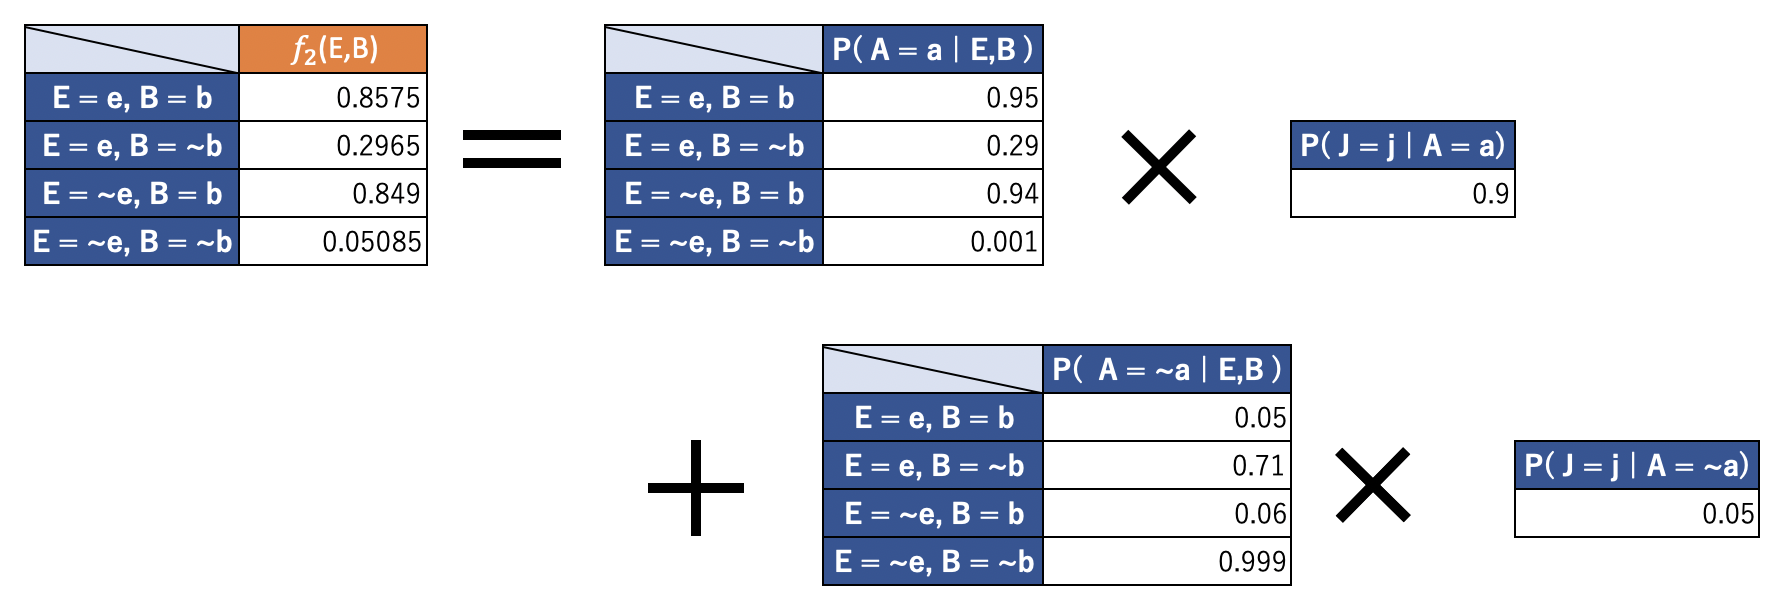 f₂(E,B)
E = e, B = b 0.8575
E = e, B = ~b 0.2965
E = ~e, B = b 0.849
E = ~e, B = ~b 0.05085
=
P( A = a | E,B )
E = e, B = b 0.95
E = e, B = ~b 0.29
E = ~e, B = b 0.94
E = ~e, B = ~b 0.001
×
P( J = j | A = a)
0.9
+
P( A = ~a | E,B )
E = e, B = b 0.05
E = e, B = ~b 0.71
E = ~e, B = b 0.06
E = ~e, B = ~b 0.999
×
P( J = j | A = ~a)
0.05